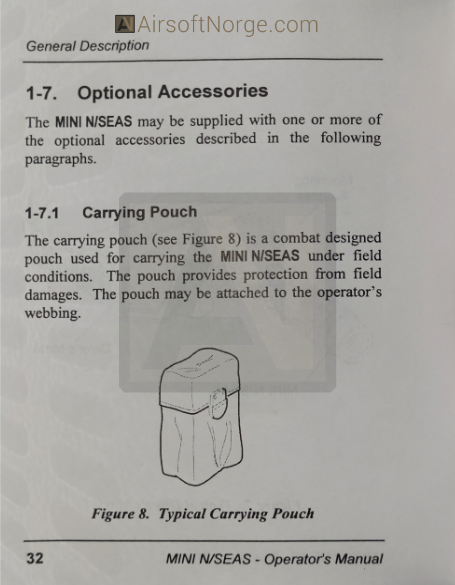 AirsoftNorge.com
General Description
1-7. Optional Accessories
The MINI N/SEAS may be supplied with one or more of
the optional accessories described in the following
paragraphs.
1-7.1 Carrying Pouch
The carrying pouch (see Figure 8) is a combat designed
pouch used for carrying the MINI N/SEAS under field
conditions. The pouch provides protection from field
damages. The pouch may be attached to the operator's
webbing.
Figure 8. Typical Carrying Pouch
32 MINI N/SEAS - Operator's Manual